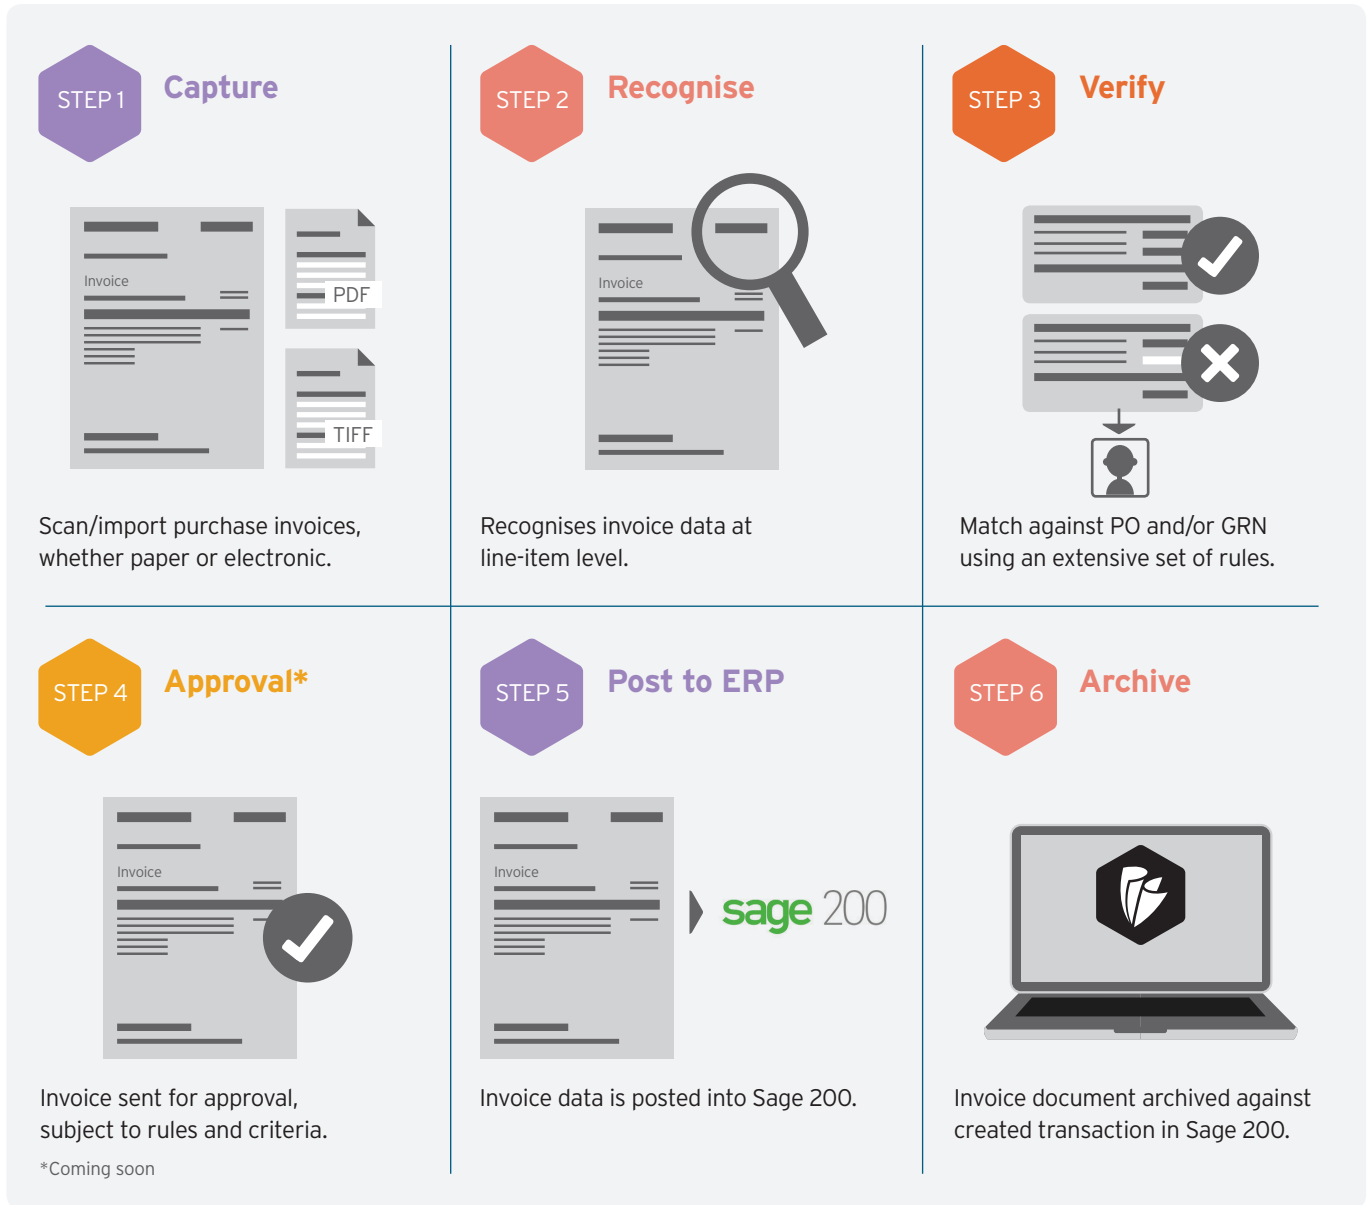 STEP 1
Capture
Invoice
PDF
TIFF
Scan/import purchase invoices,
whether paper or electronic.
STEP 2
Recognise
Invoice
Recognises invoice data at
line-item level.
STEP 3
Verify
Match against PO and/or GRN
using an extensive set of rules.
STEP 4
Approval*
Invoice
Invoice sent for approval,
subject to rules and criteria.
*Coming soon
STEP 5
Post to ERP
Invoice
sage 200
Invoice data is posted into Sage 200.
STEP 6
Archive
Invoice document archived against
created transaction in Sage 200.